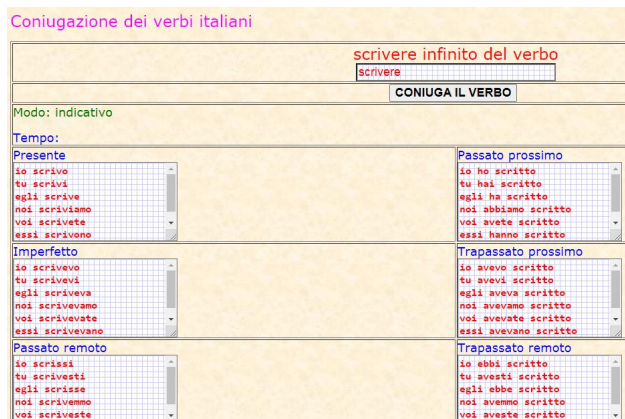 Coniugazione dei verbi italiani
scrivere infinito del verbo
scrivere
CONIUGA IL VERBO
Modo: indicativo
Tempo:
Presente
io scrivo
tu scrivi
egli scrive
noi scriviamo
voi scrivete
essi scrivono
Passato prossimo
io ho scritto
tu hai scritto
egli ha scritto
noi abbiamo scritto
voi avete scritto
essi hanno scritto
Imperfetto
io scrivevo
tu scrivevi
egli scriveva
noi scrivevamo
voi scrivevate
essi scrivevano
Trapassato prossimo
io avevo scritto
tu avevi scritto
egli aveva scritto
noi avevamo scritto
voi avevate scritto
essi avevano scritto
Passato remoto
io scrissi
tu scrivesti
egli scrisse
noi scrivemmo
voi scriveste
Trapassato remoto
io ebbi scritto
tu avesti scritto
egli ebbe scritto
noi avemmo scritto
voi aveste scritto